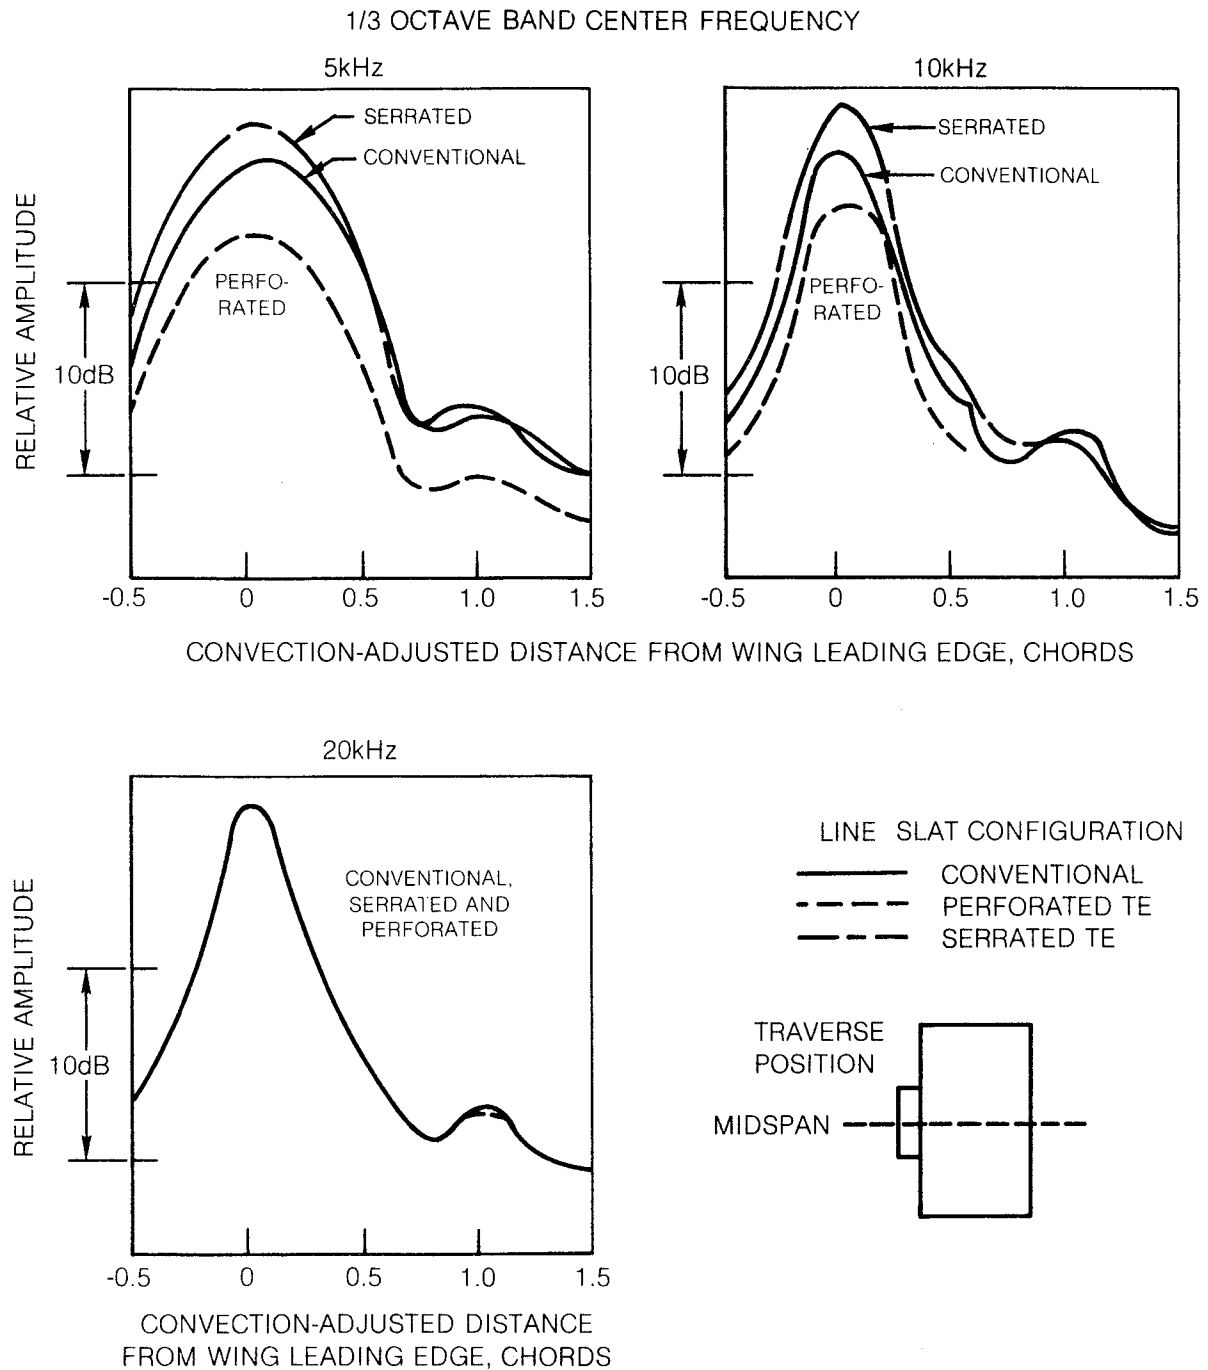 1/3 OCTAVE BAND CENTER FREQUENCY
5kHz
10kHz
SERRATED
CONVENTIONAL
PERFO-
RATED
RELATIVE AMPLITUDE
10dB
-0.5 0 0.5 1.0 1.5
SERRATED
CONVENTIONAL
PERFO-
RATED
10dB
-0.5 0 0.5 1.0 1.5
CONVECTION-ADJUSTED DISTANCE FROM WING LEADING EDGE, CHORDS
20kHz
CONVENTIONAL,
SERRATED AND
PERFORATED
RELATIVE AMPLITUDE
10dB
-0.5 0 0.5 1.0 1.5
CONVECTION-ADJUSTED DISTANCE
FROM WING LEADING EDGE, CHORDS
LINE SLAT CONFIGURATION
CONVENTIONAL
PERFORATED TE
SERRATED TE
TRAVERSE
POSITION
MIDSPAN